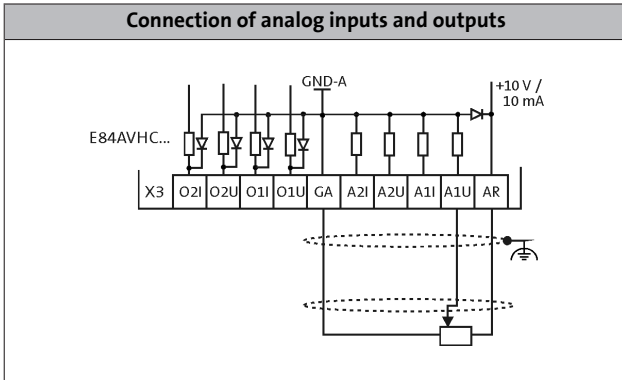 Connection of analog inputs and outputs
GND-A
+10 V /
10 mA
E84AVHC...
X3 O2I O2U O1I O1U GA A2I A2U A1I A1U AR